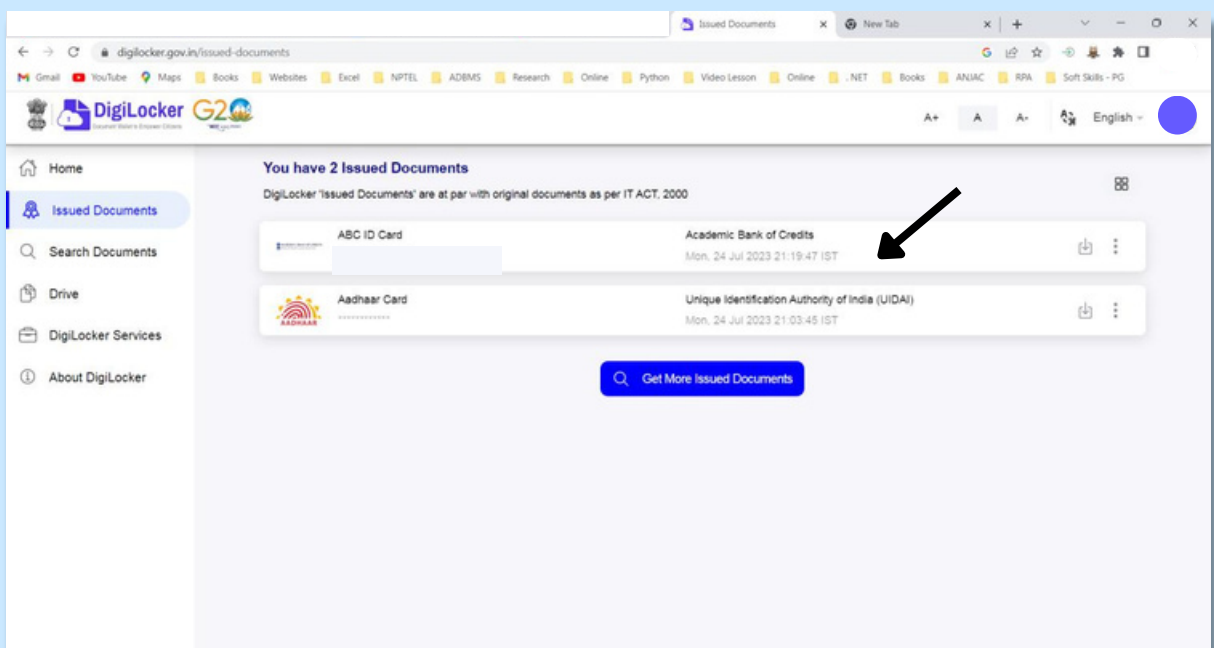 Issued Documents
New Tab
digilocker.gov.in/issued-documents
Gmail YouTube Maps Books Websites Excel NPTEL ADBMS Research Online Python Video Lesson Online .NET Books ANJAC RPA Soft Skills - PG
DigiLocker G20
A+ A A- English
Home
Issued Documents
Search Documents
Drive
DigiLocker Services
About DigiLocker
You have 2 Issued Documents
DigiLocker 'Issued Documents' are at par with original documents as per IT ACT, 2000
ABC ID Card
Academic Bank of Credits
Mon, 24 Jul 2023 21:19:47 IST
AADHAAR
Aadhaar Card
************
Unique Identification Authority of India (UIDAI)
Mon, 24 Jul 2023 21:03:45 IST
Get More Issued Documents